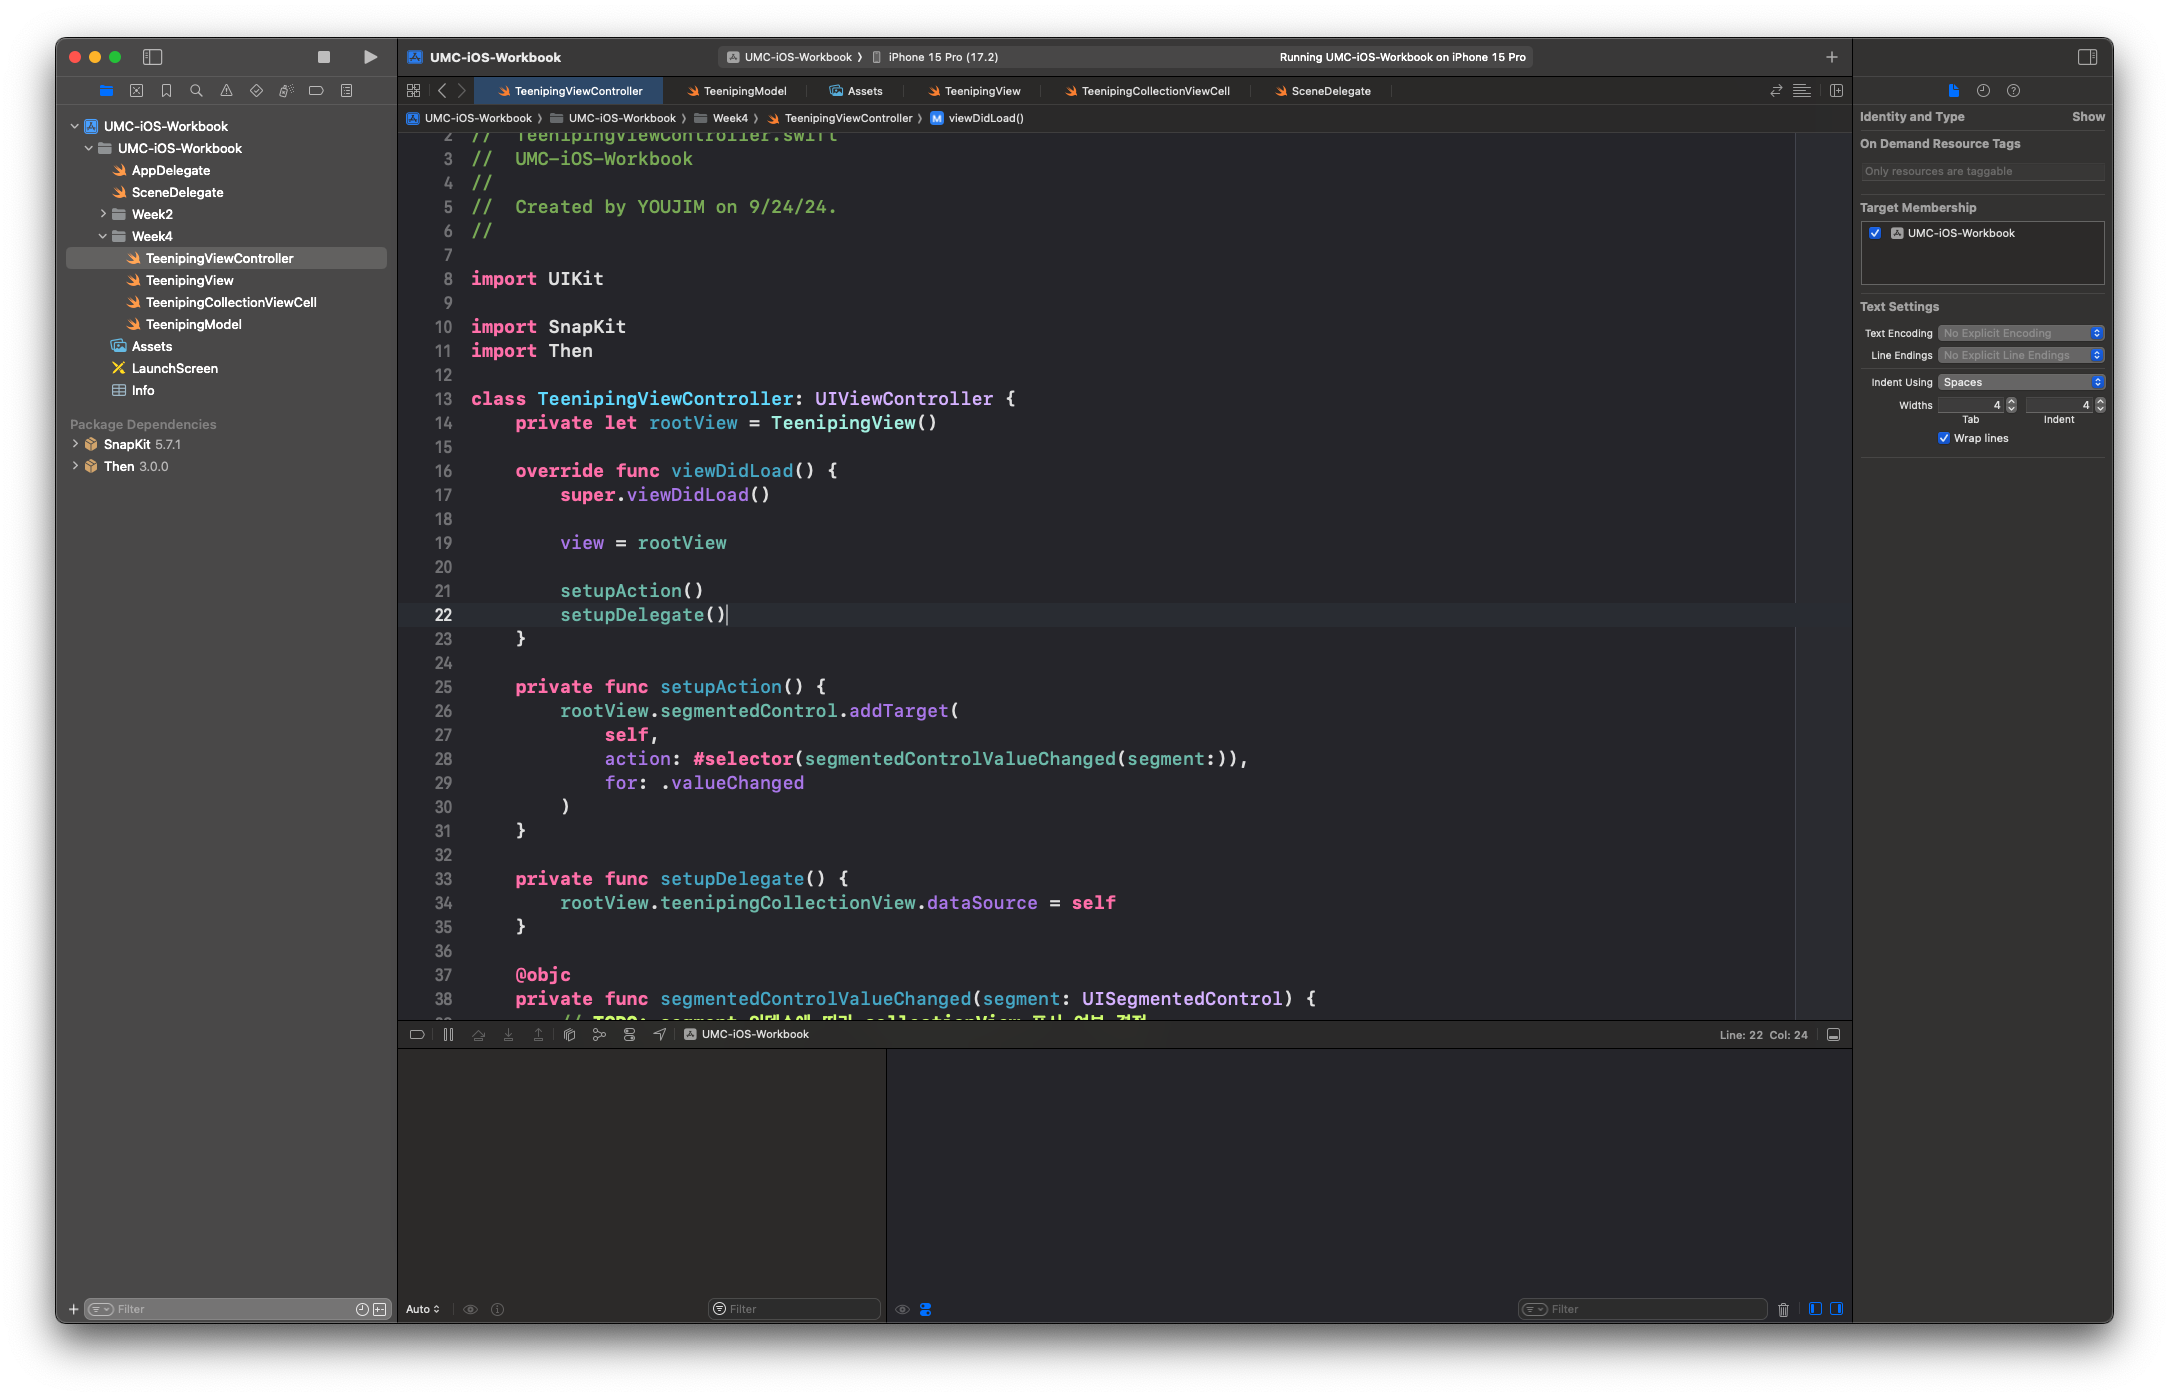 UMC-iOS-Workbook
UMC-iOS-Workbook
iPhone 15 Pro (17.2)
Running UMC-iOS-Workbook on iPhone 15 Pro
TeenipingViewController
TeenipingModel
Assets
TeenipingView
TeenipingCollectionViewCell
SceneDelegate
UMC-iOS-Workbook
UMC-iOS-Workbook
Week4
TeenipingViewController
M viewDidLoad()
UMC-iOS-Workbook
UMC-iOS-Workbook
AppDelegate
SceneDelegate
Week2
Week4
TeenipingViewController
TeenipingView
TeenipingCollectionViewCell
TeenipingModel
Assets
LaunchScreen
Info
Package Dependencies
SnapKit 5.7.1
Then 3.0.0
Filter
2 //  TeenipingViewController.swift
3 //  UMC-iOS-Workbook
4 //
5 //  Created by YOUJIM on 9/24/24.
6 //
7
8 import UIKit
9
10 import SnapKit
11 import Then
12
13 class TeenipingViewController: UIViewController {
14     private let rootView = TeenipingView()
15
16     override func viewDidLoad() {
17         super.viewDidLoad()
18
19         view = rootView
20
21         setupAction()
22         setupDelegate()
23     }
24
25     private func setupAction() {
26         rootView.segmentedControl.addTarget(
27             self,
28             action: #selector(segmentedControlValueChanged(segment:)),
29             for: .valueChanged
30         )
31     }
32
33     private func setupDelegate() {
34         rootView.teenipingCollectionView.dataSource = self
35     }
36
37     @objc
38     private func segmentedControlValueChanged(segment: UISegmentedControl) {
// TODO: segment
collectionView
UMC-iOS-Workbook
Line: 22 Col: 24
Auto
Filter
Filter
Identity and Type
Show
On Demand Resource Tags
Only resources are taggable
Target Membership
UMC-iOS-Workbook
Text Settings
Text Encoding No Explicit Encoding
Line Endings No Explicit Line Endings
Indent Using Spaces
Widths 4 4
Tab Indent
Wrap lines